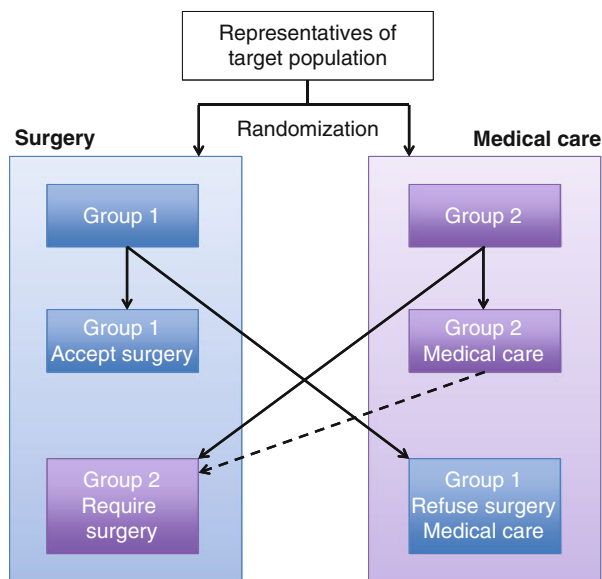 Representatives of
target population
Randomization
Surgery
Medical care
Group 1
Group 2
Group 1
Accept surgery
Group 2
Medical care
Group 2
Require
surgery
Group 1
Refuse surgery
Medical care